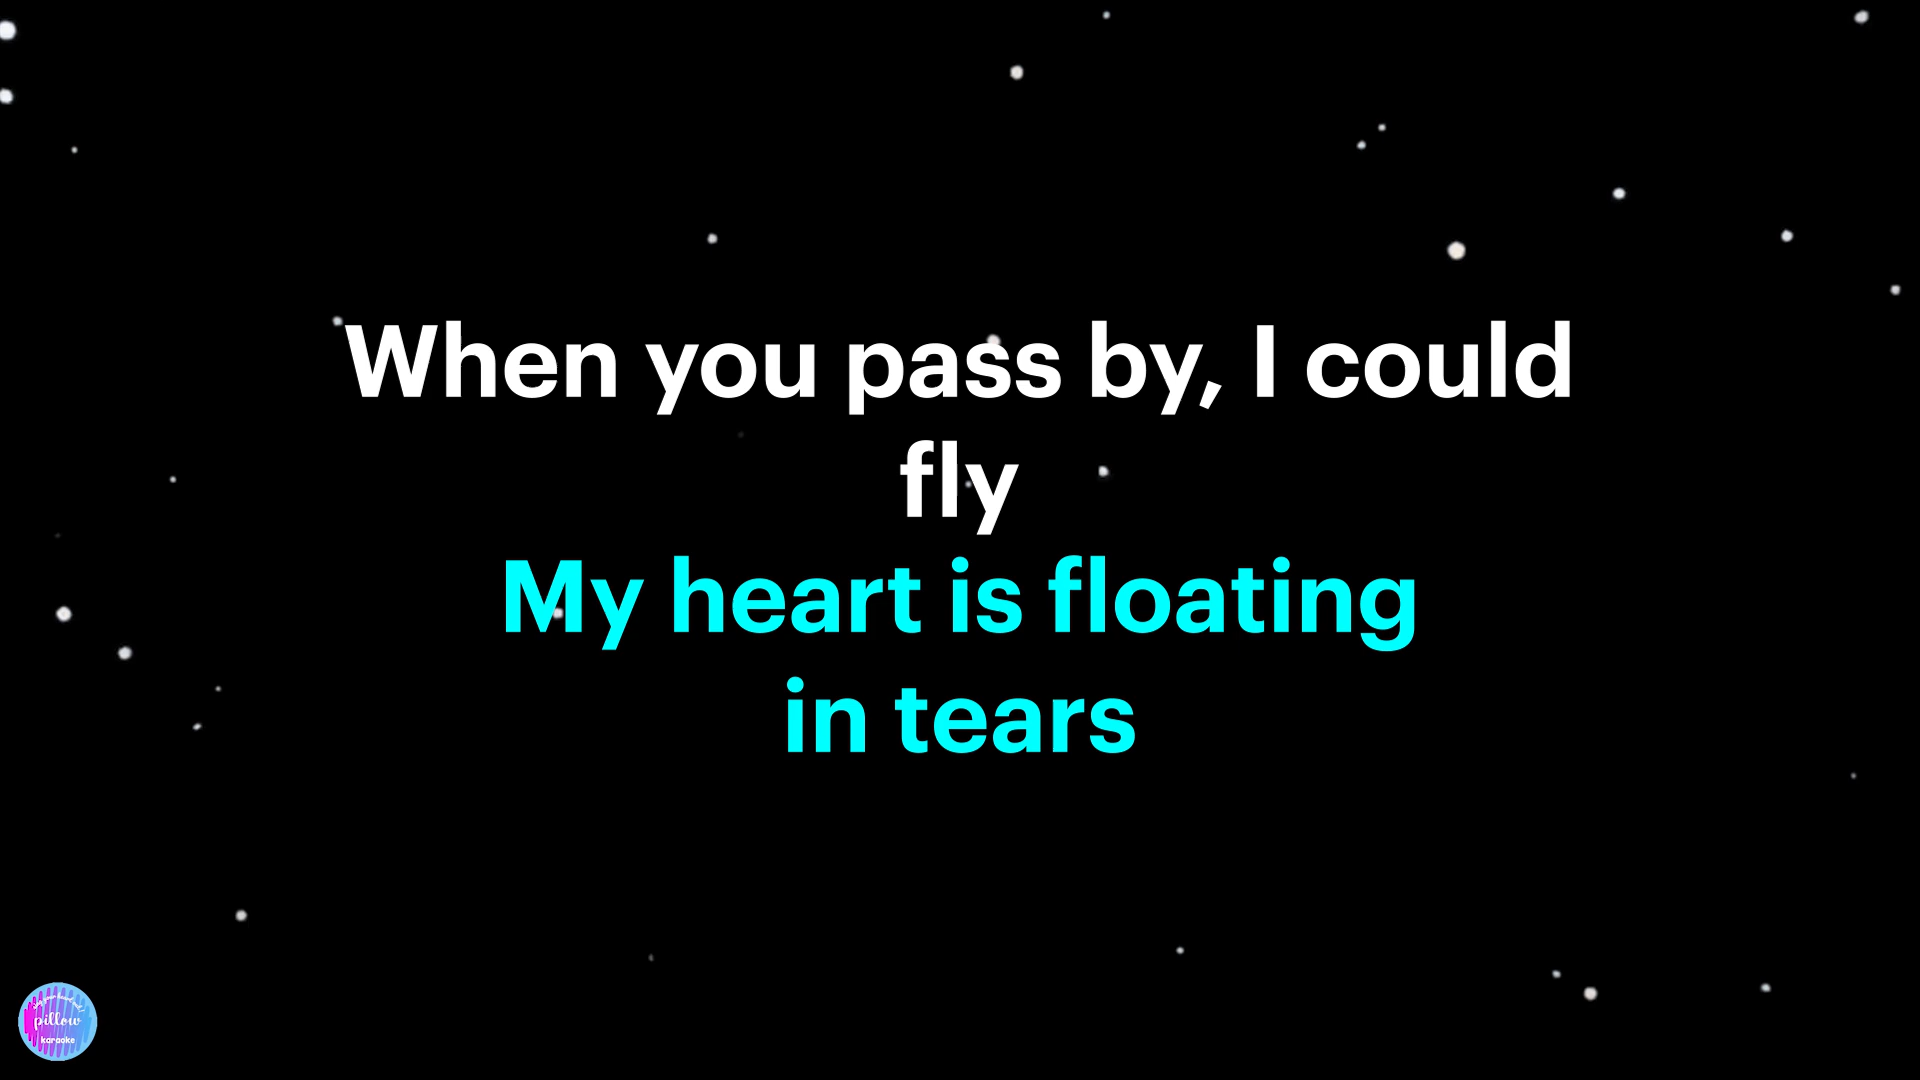 When you pass by, I could
fly
My heart is floating
in tears
pillow
karaoke